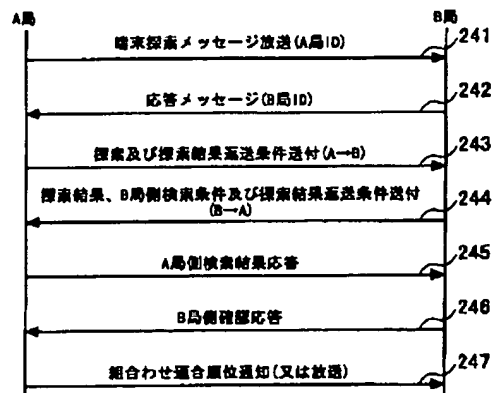 A局
B局
端末探索メッセージ放送(A局ID)
241
応答メッセージ(B局ID)
242
探索及び探索結果返送条件送付(A→B)
243
探索結果、B局側検索条件及び探索結果返送条件送付
(B→A)
244
A局側検索結果応答
245
B局側確認応答
246
組合わせ適合順位通知(又は放送)
247